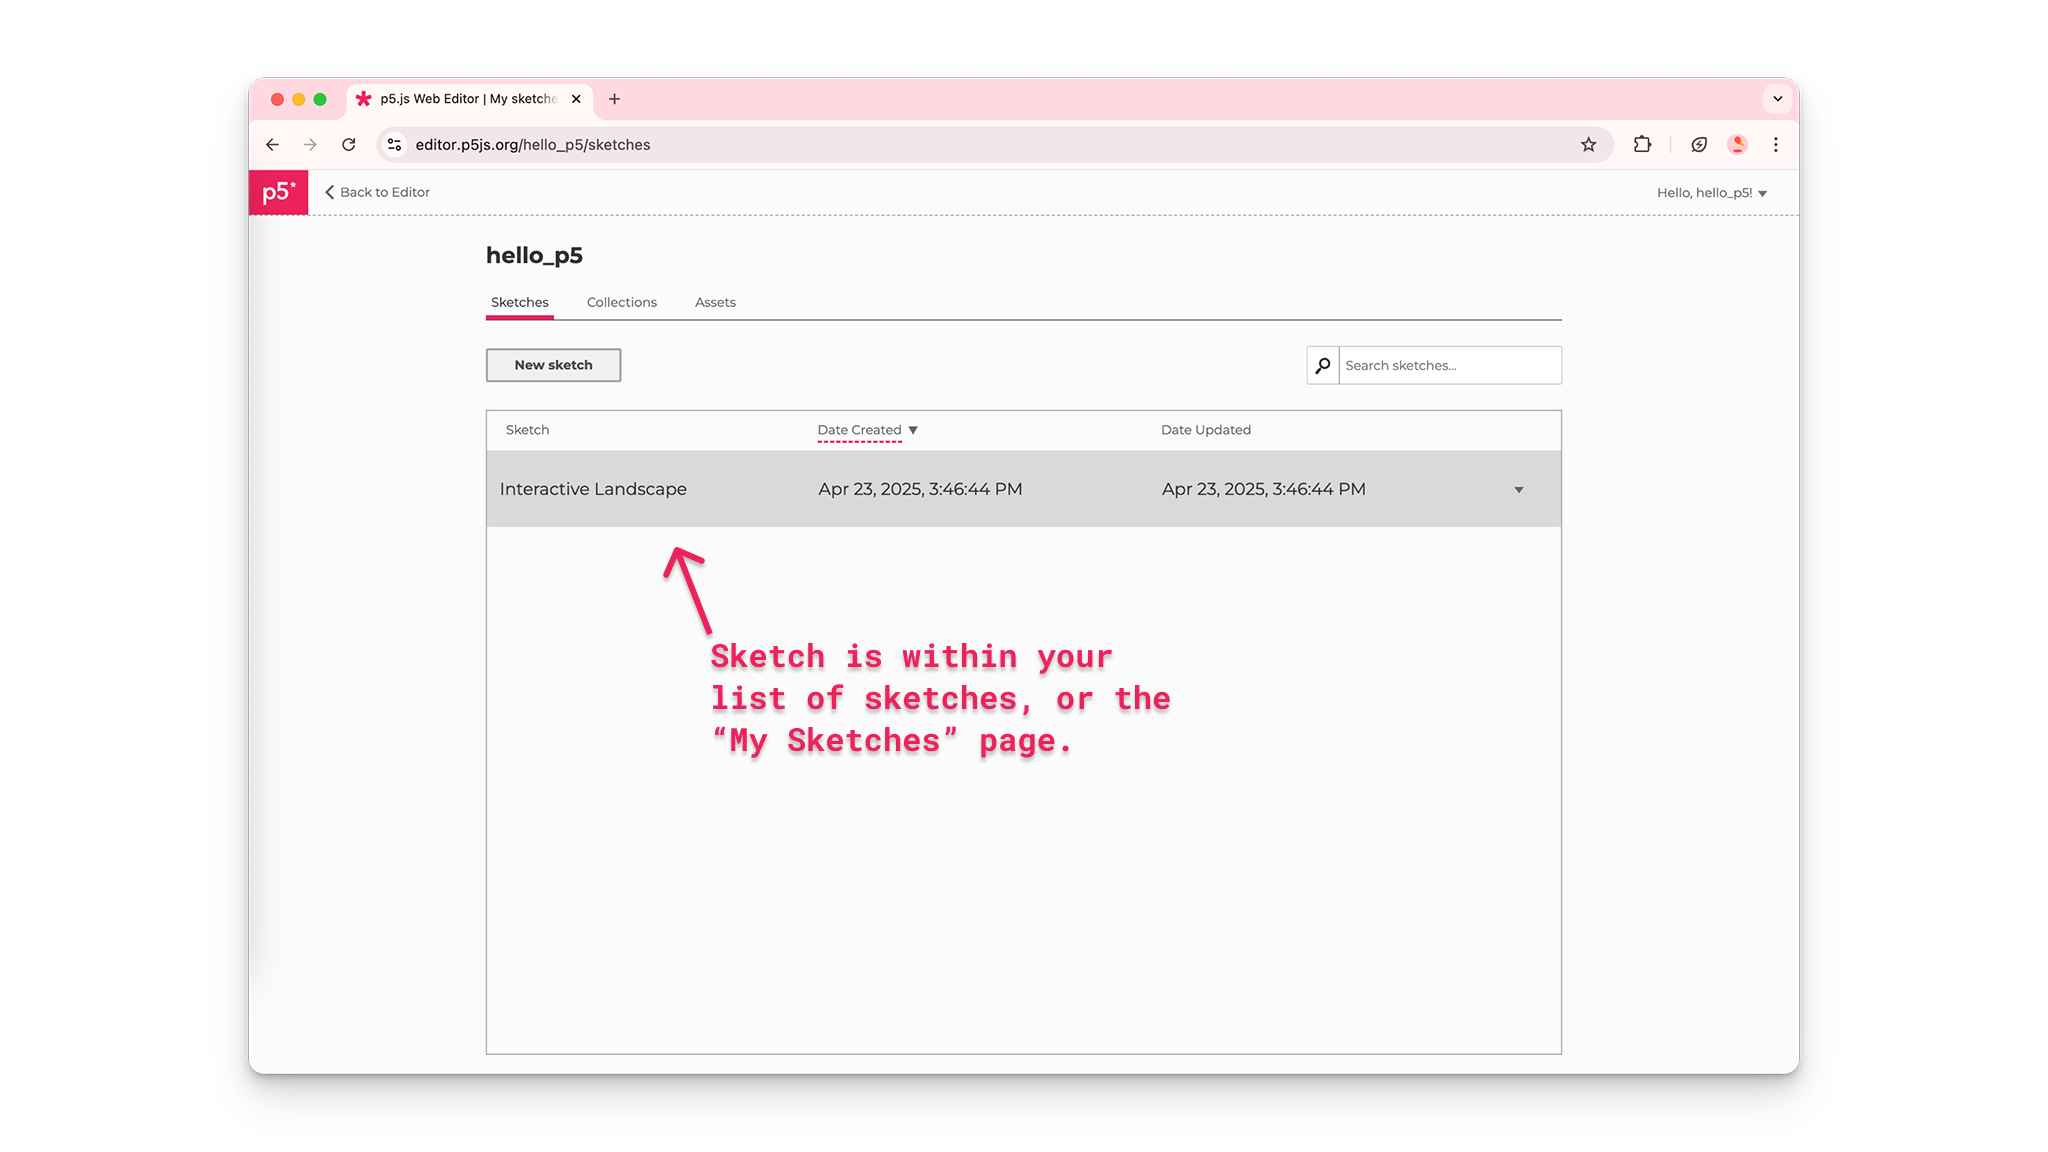 p5.js Web Editor | My sketche
editor.p5js.org/hello_p5/sketches
p5*
Back to Editor
Hello, hello_p5!
hello_p5
Sketches Collections Assets
New sketch
Search sketches...
Sketch Date Created ▼ Date Updated
Interactive Landscape Apr 23, 2025, 3:46:44 PM Apr 23, 2025, 3:46:44 PM
Sketch is within your
list of sketches, or the
“My Sketches” page.